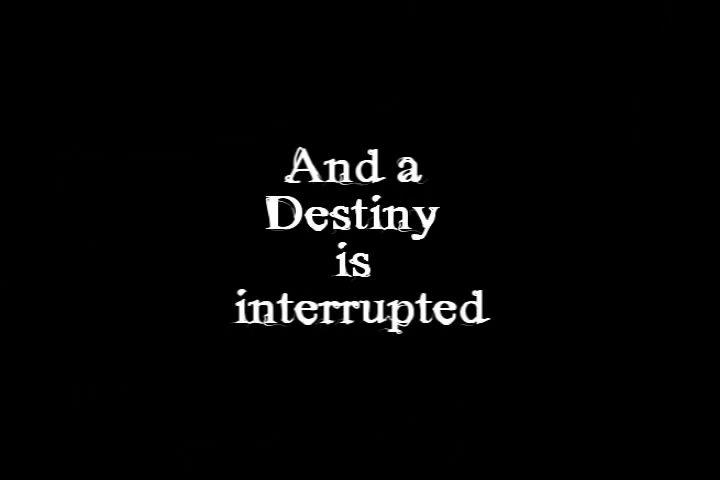 And a
Destiny
is
interrupted